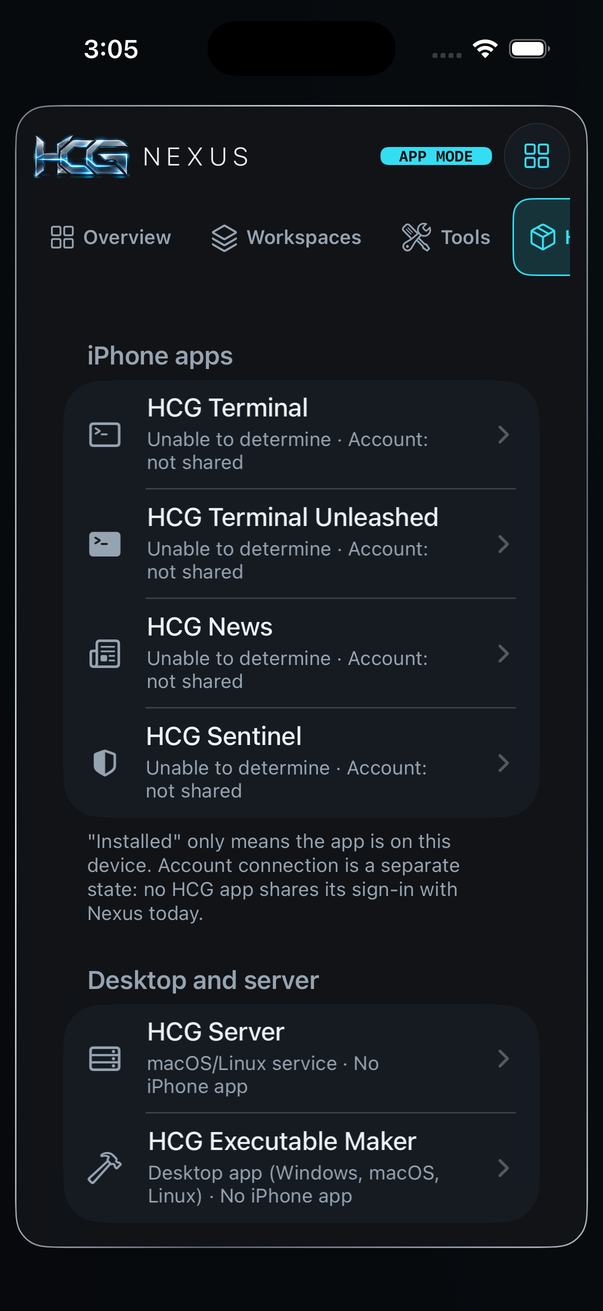 3:05
HCG NEXUS
APP MODE
Overview
Workspaces
Tools
iPhone apps
HCG Terminal
Unable to determine · Account:
not shared
HCG Terminal Unleashed
Unable to determine · Account:
not shared
HCG News
Unable to determine · Account:
not shared
HCG Sentinel
Unable to determine · Account:
not shared
"Installed" only means the app is on this
device. Account connection is a separate
state: no HCG app shares its sign-in with
Nexus today.
Desktop and server
HCG Server
macOS/Linux service · No
iPhone app
HCG Executable Maker
Desktop app (Windows, macOS,
Linux) · No iPhone app